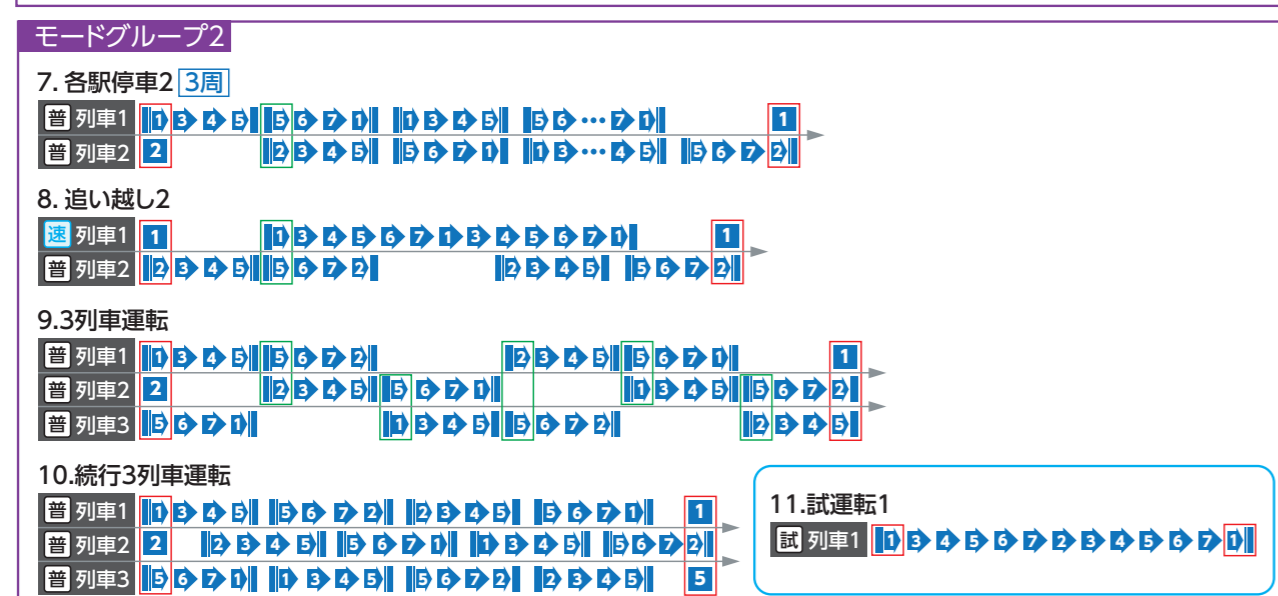 モードグループ2
7. 各駅停車2 3周
普 列車1 1 3 4 5 5 6 7 1 1 3 4 5 5 6 … 7 1 1
普 列車2 2 2 3 4 5 5 6 7 1 1 3 … 4 5 5 6 7 2
8. 追い越し2
速 列車1 1 1 3 4 5 6 7 1 3 4 5 6 7 1 1
普 列車2 2 3 4 5 5 6 7 2 2 3 4 5 5 6 7 2
9.3列車運転
普 列車1 1 3 4 5 5 6 7 2 2 3 4 5 5 6 7 1 1
普 列車2 2 2 3 4 5 5 6 7 1 1 3 4 5 5 6 7 2
普 列車3 5 6 7 1 1 3 4 5 5 6 7 2 2 3 4 5
10.続行3列車運転
普 列車1 1 3 4 5 5 6 7 2 2 3 4 5 5 6 7 1 1
普 列車2 2 2 3 4 5 5 6 7 1 1 3 4 5 5 6 7 2
普 列車3 5 6 7 1 1 3 4 5 5 6 7 2 2 3 4 5 5
11.試運転1
試 列車1 1 3 4 5 6 7 2 3 4 5 6 7 1